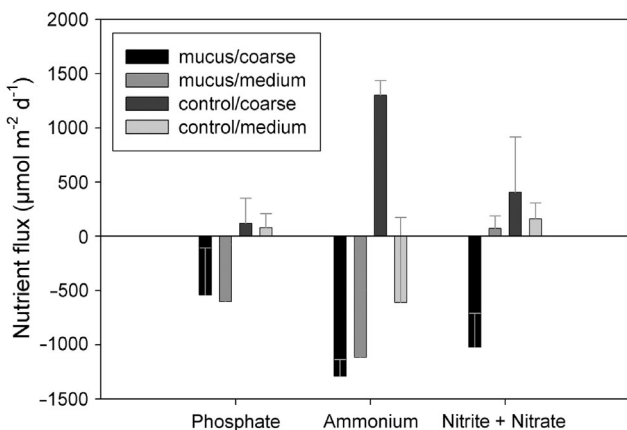 2000
1500
1000
500
0
-500
-1000
-1500
Nutrient flux (µmol m⁻² d⁻¹)
mucus/coarse
mucus/medium
control/coarse
control/medium
Phosphate Ammonium Nitrite + Nitrate